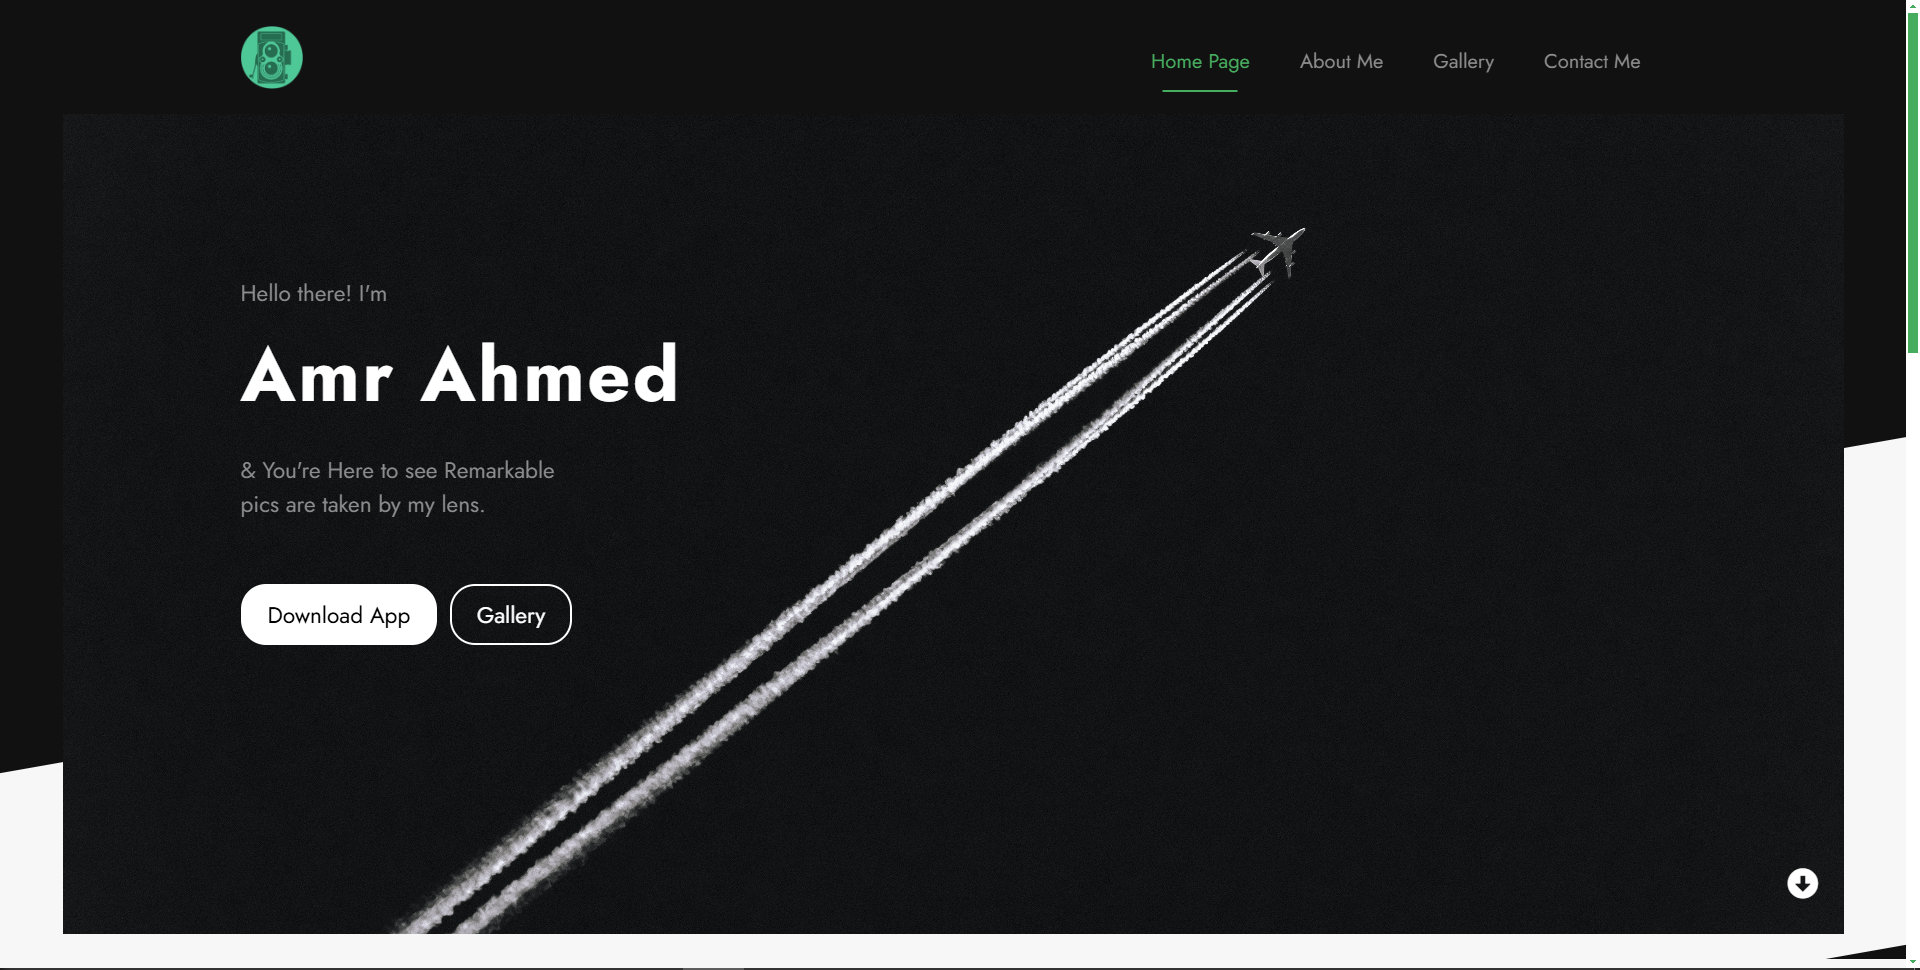 Home Page
About Me
Gallery
Contact Me
Hello there! I'm
Amr Ahmed
& You're Here to see Remarkable
pics are taken by my lens.
Download App
Gallery